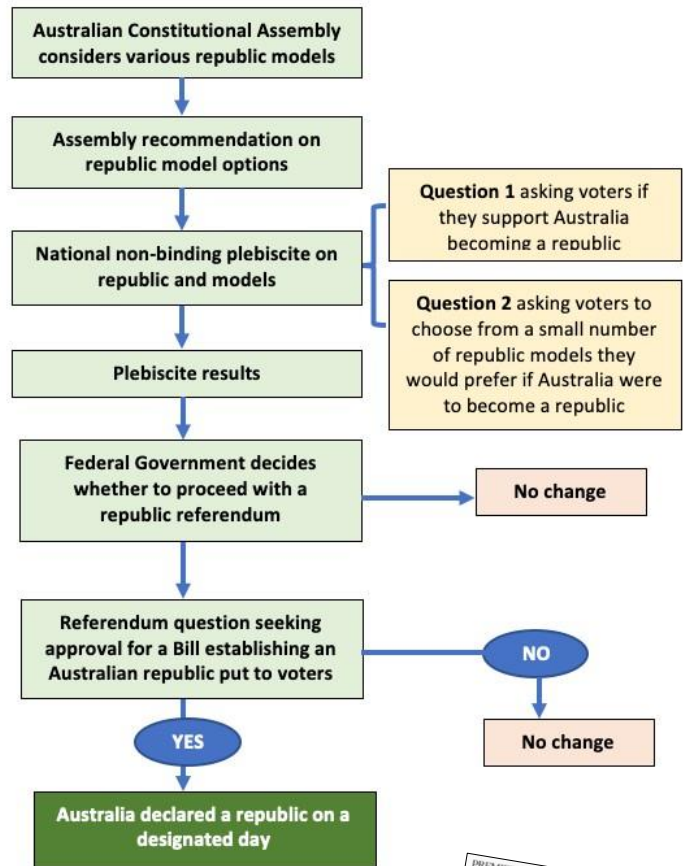 Australian Constitutional Assembly
considers various republic models
Assembly recommendation on
republic model options
National non-binding plebiscite on
republic and models
Question 1 asking voters if
they support Australia
becoming a republic
Question 2 asking voters to
choose from a small number
of republic models they
would prefer if Australia were
to become a republic
Plebiscite results
Federal Government decides
whether to proceed with a
republic referendum
No change
Referendum question seeking
approval for a Bill establishing an
Australian republic put to voters
NO
No change
YES
Australia declared a republic on a
designated day